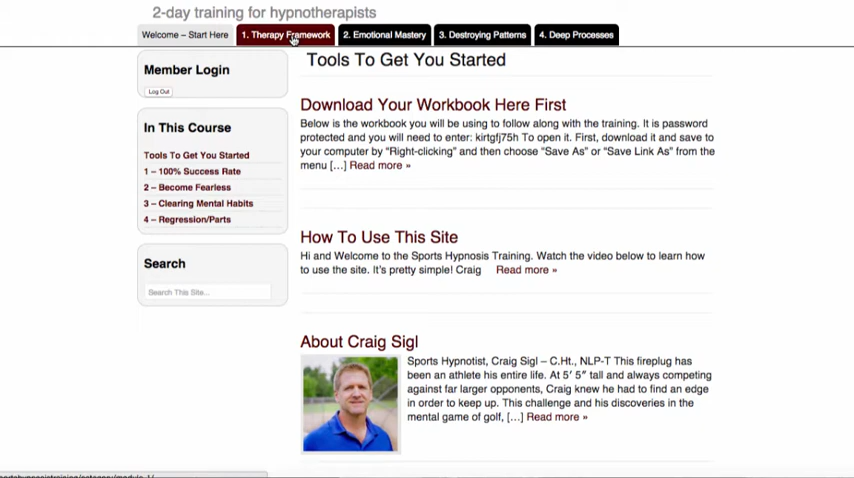 2-day training for hypnotherapists
Welcome – Start Here
1. Therapy Framework
2. Emotional Mastery
3. Destroying Patterns
4. Deep Processes
Member Login
Log Out
In This Course
Tools To Get You Started
1 – 100% Success Rate
2 – Become Fearless
3 – Clearing Mental Habits
4 – Regression/Parts
Search
Search This Site...
Tools To Get You Started
Download Your Workbook Here First
Below is the workbook you will be using to follow along with the training. It is password
protected and you will need to enter: kirtgfj75h To open it. First, download it and save to
your computer by “Right-clicking” and then choose “Save As” or “Save Link As” from the
menu […] Read more »
How To Use This Site
Hi and Welcome to the Sports Hypnosis Training. Watch the video below to learn how
to use the site. It’s pretty simple! Craig Read more »
About Craig Sigl
Sports Hypnotist, Craig Sigl – C.Ht., NLP-T This fireplug has
been an athlete his entire life. At 5′ 5″ tall and always competing
against far larger opponents, Craig knew he had to find an edge
in order to keep up. This challenge and his discoveries in the
mental game of golf, […] Read more »